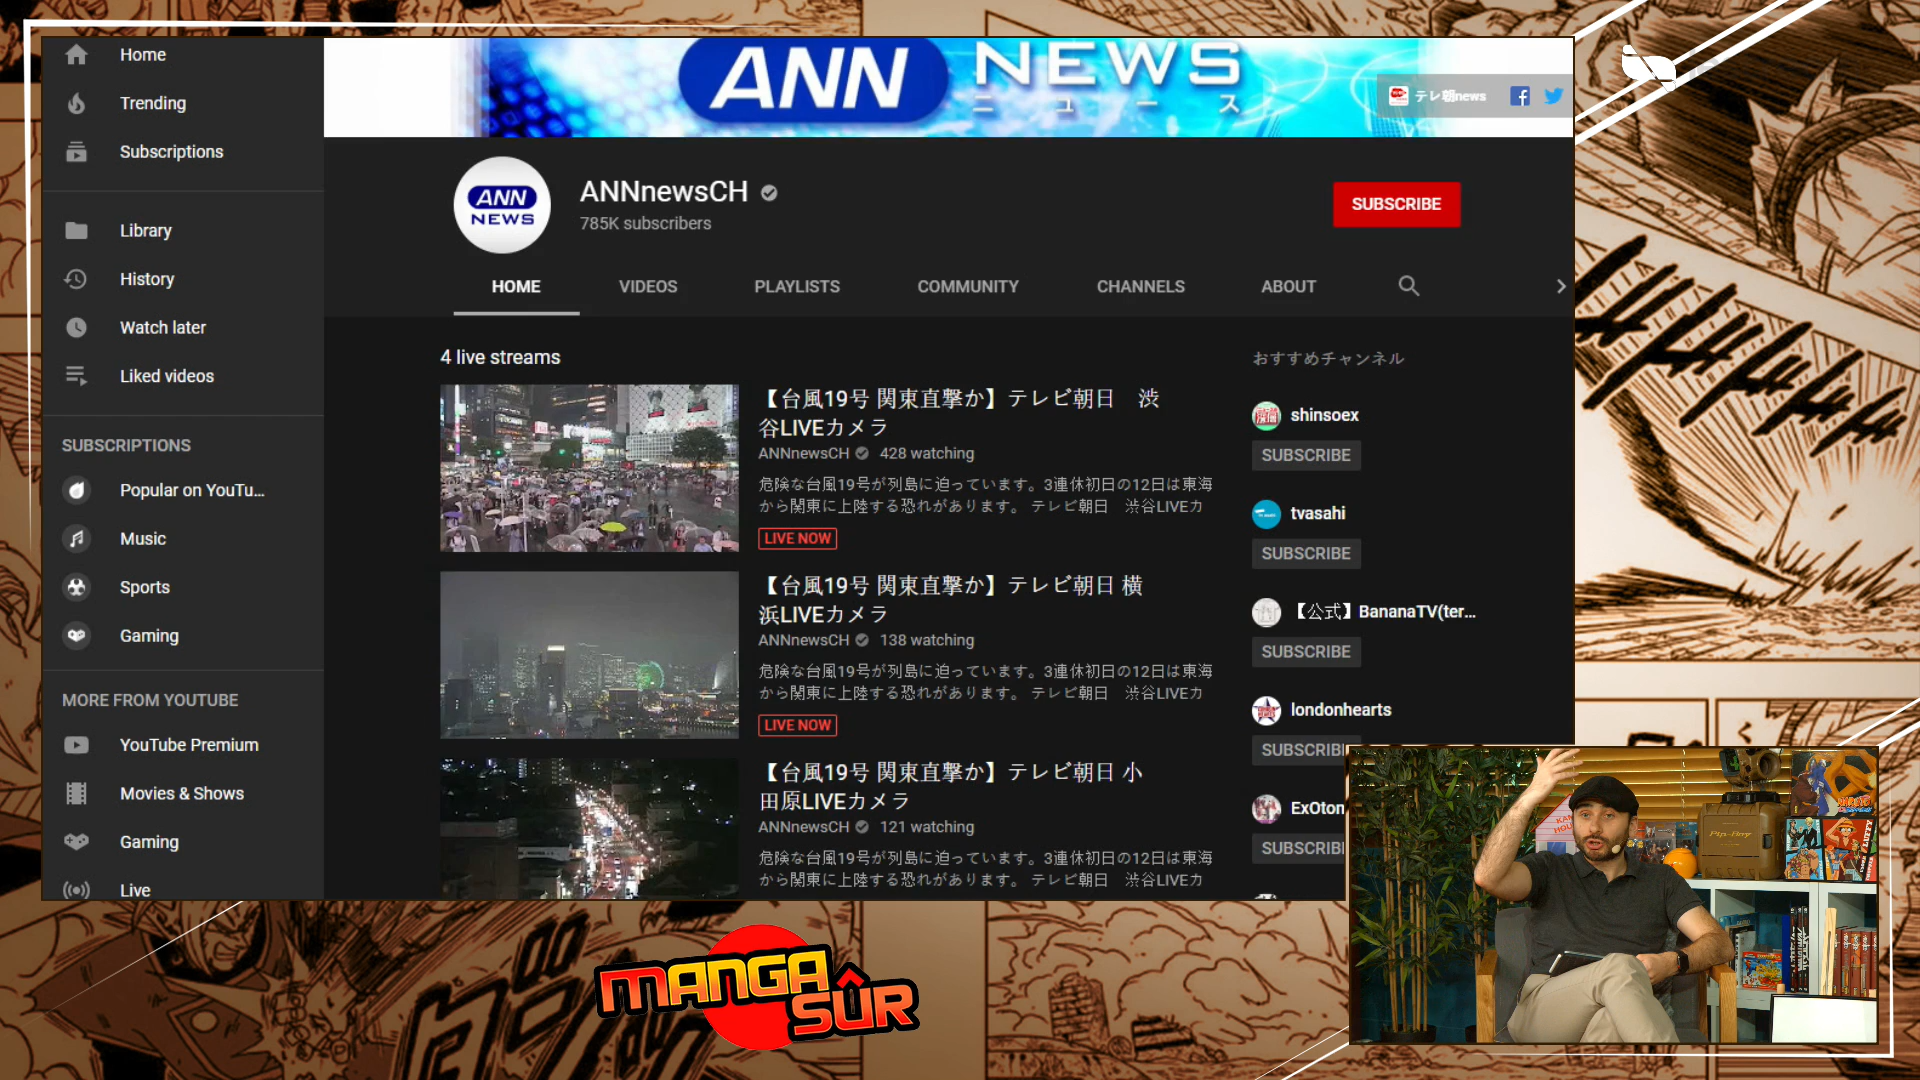 Home
Trending
Subscriptions
Library
History
Watch later
Liked videos
SUBSCRIPTIONS
Popular on YouTu...
Music
Sports
Gaming
MORE FROM YOUTUBE
YouTube Premium
Movies & Shows
Gaming
Live
ANN NEWS
ニュース
テレ朝news
ANN
NEWS
ANNnewsCH
785K subscribers
SUBSCRIBE
HOME VIDEOS PLAYLISTS COMMUNITY CHANNELS ABOUT
4 live streams
【台風19号 関東直撃か】テレビ朝日　渋
谷LIVEカメラ
ANNnewsCH 428 watching
危険な台風19号が列島に迫っています。3連休初日の12日は東海
から関東に上陸する恐れがあります。 テレビ朝日　渋谷LIVEカ
LIVE NOW
【台風19号 関東直撃か】テレビ朝日 横
浜LIVEカメラ
ANNnewsCH 138 watching
危険な台風19号が列島に迫っています。3連休初日の12日は東海
から関東に上陸する恐れがあります。 テレビ朝日　渋谷LIVEカ
LIVE NOW
【台風19号 関東直撃か】テレビ朝日 小
田原LIVEカメラ
ANNnewsCH 121 watching
危険な台風19号が列島に迫っています。3連休初日の12日は東海
から関東に上陸する恐れがあります。 テレビ朝日　渋谷LIVEカ
おすすめチャンネル
shinsoex
SUBSCRIBE
tvasahi
SUBSCRIBE
【公式】BananaTV(ter...
SUBSCRIBE
londonhearts
SUBSCRIB
ExOton
SUBSCRIB
Pip-Boy
MANGA
SÛR